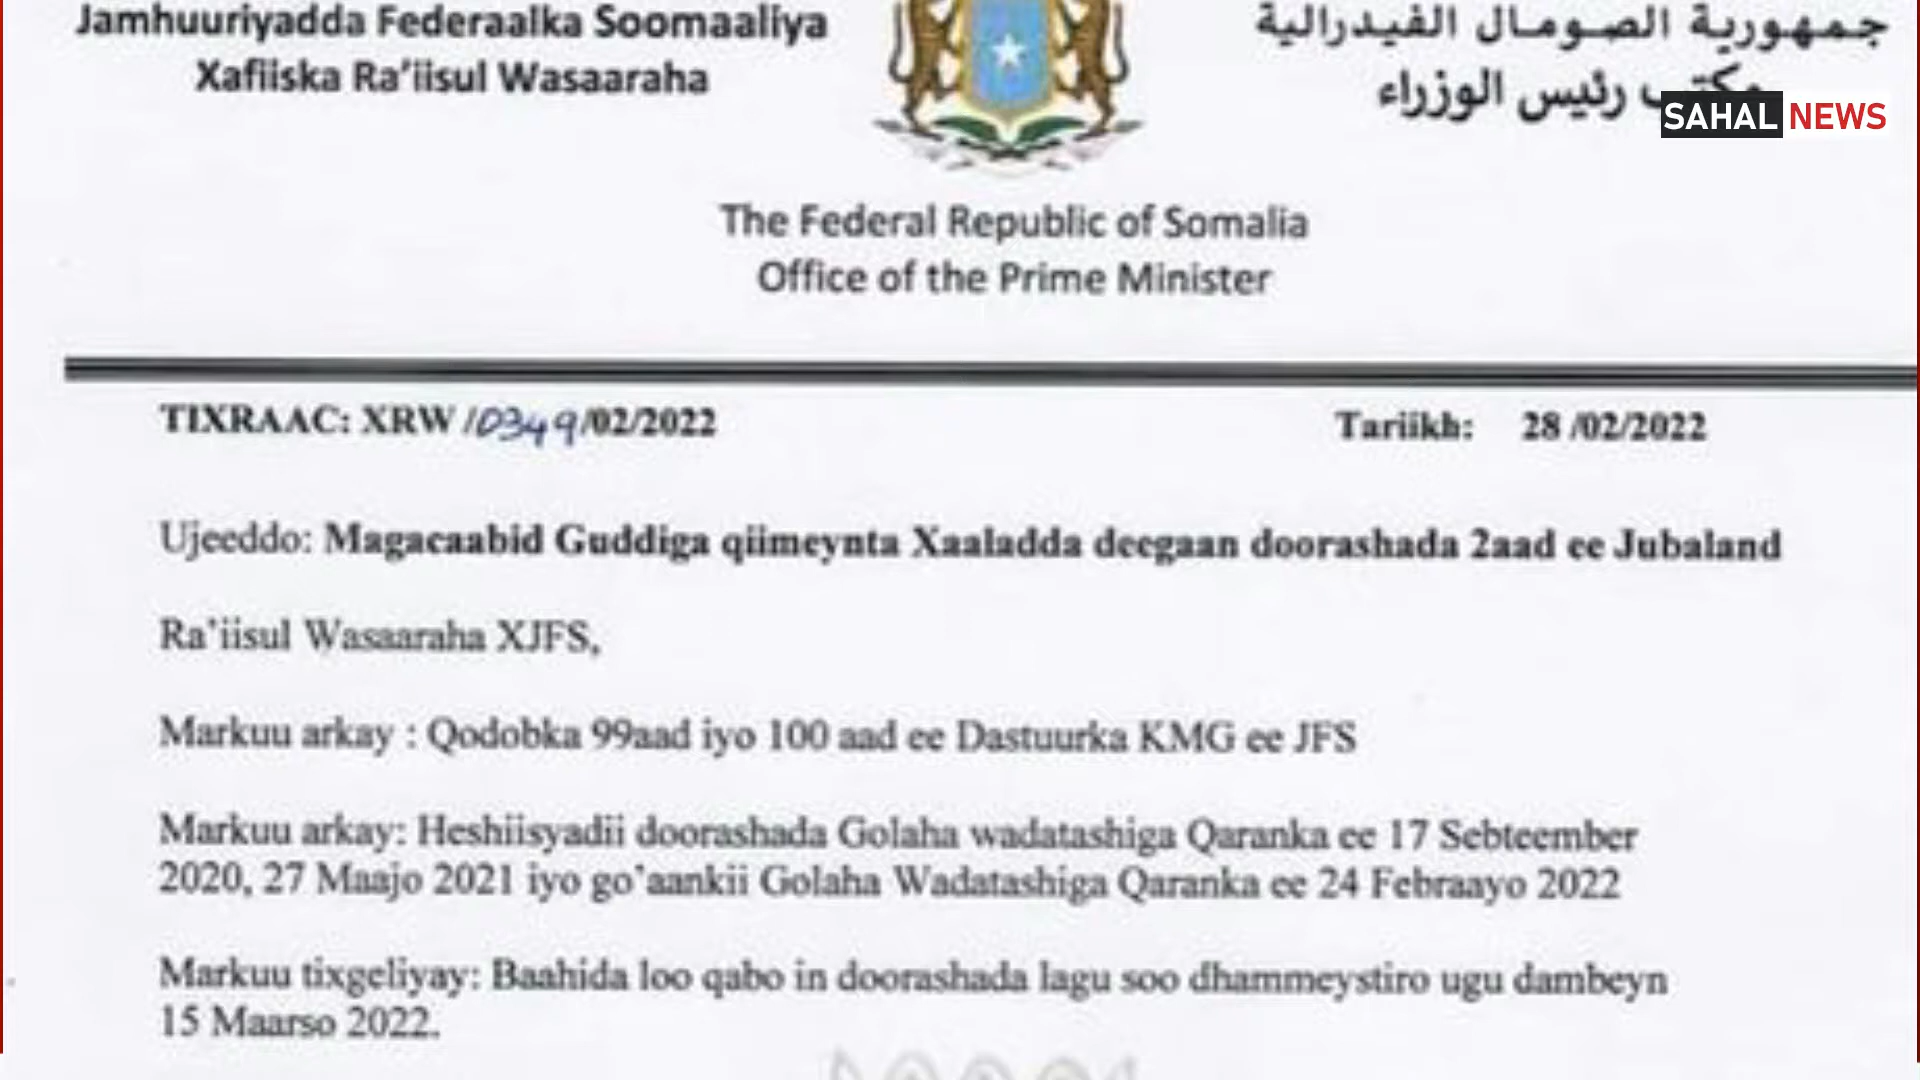 Jamhuuriyadda Federaalka Soomaaliya
Xafiiska Ra'iisul Wasaaraha
جمهورية الصومال الفيدرالية
مكتب رئيس الوزراء
SAHAL NEWS
The Federal Republic of Somalia
Office of the Prime Minister
TIXRAAC: XRW /0349/02/2022 Tariikh: 28 /02/2022
Ujeeddo: Magacaabid Guddiga qiimeynta Xaaladda deegaan doorashada 2aad ee Jubaland
Ra'iisul Wasaaraha XJFS,
Markuu arkay : Qodobka 99aad iyo 100 aad ee Dastuurka KMG ee JFS
Markuu arkay: Heshiisyadii doorashada Golaha wadatashiga Qaranka ee 17 Sebteember
2020, 27 Maajo 2021 iyo go'aankii Golaha Wadatashiga Qaranka ee 24 Febraayo 2022
Markuu tixgeliyay: Baahida loo qabo in doorashada lagu soo dhammeystiro ugu dambeyn
15 Maarso 2022.